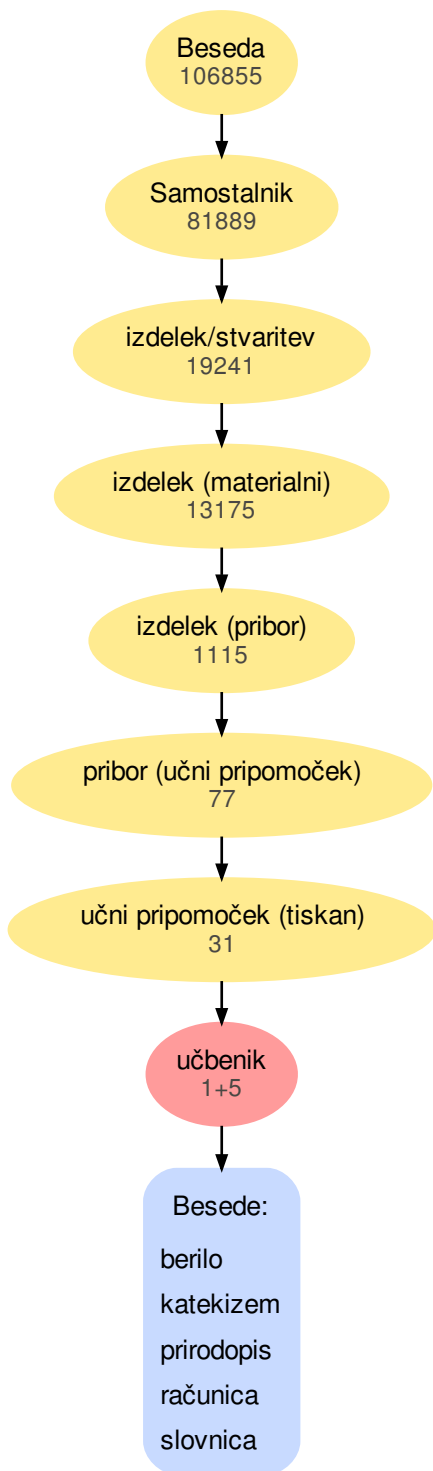 Beseda
106855
Samostalnik
81889
izdelek/stvaritev
19241
izdelek (materialni)
13175
izdelek (pribor)
1115
pribor (učni pripomoček)
77
učni pripomoček (tiskan)
31
učbenik
1+5
Besede:
berilo
katekizem
prirodopis
računica
slovnica